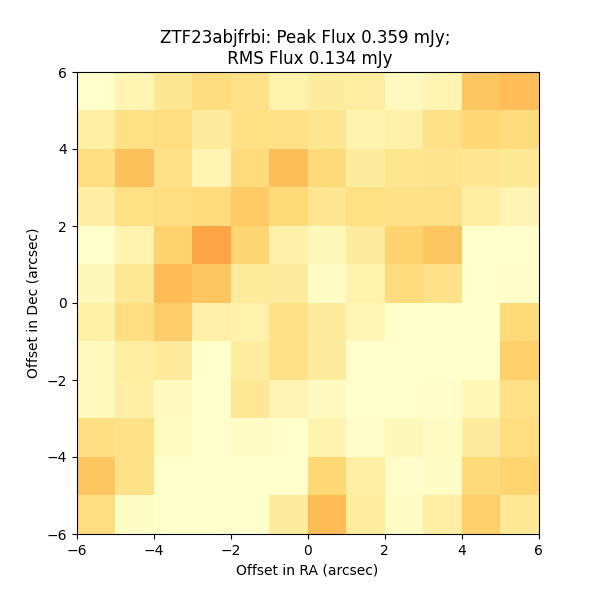 ZTF23abjfrbi: Peak Flux 0.359 mJy;
RMS Flux 0.134 mJy
6
4
2
0
−2
−4
−6
Offset in Dec (arcsec)
−6 −4 −2 0 2 4 6
Offset in RA (arcsec)